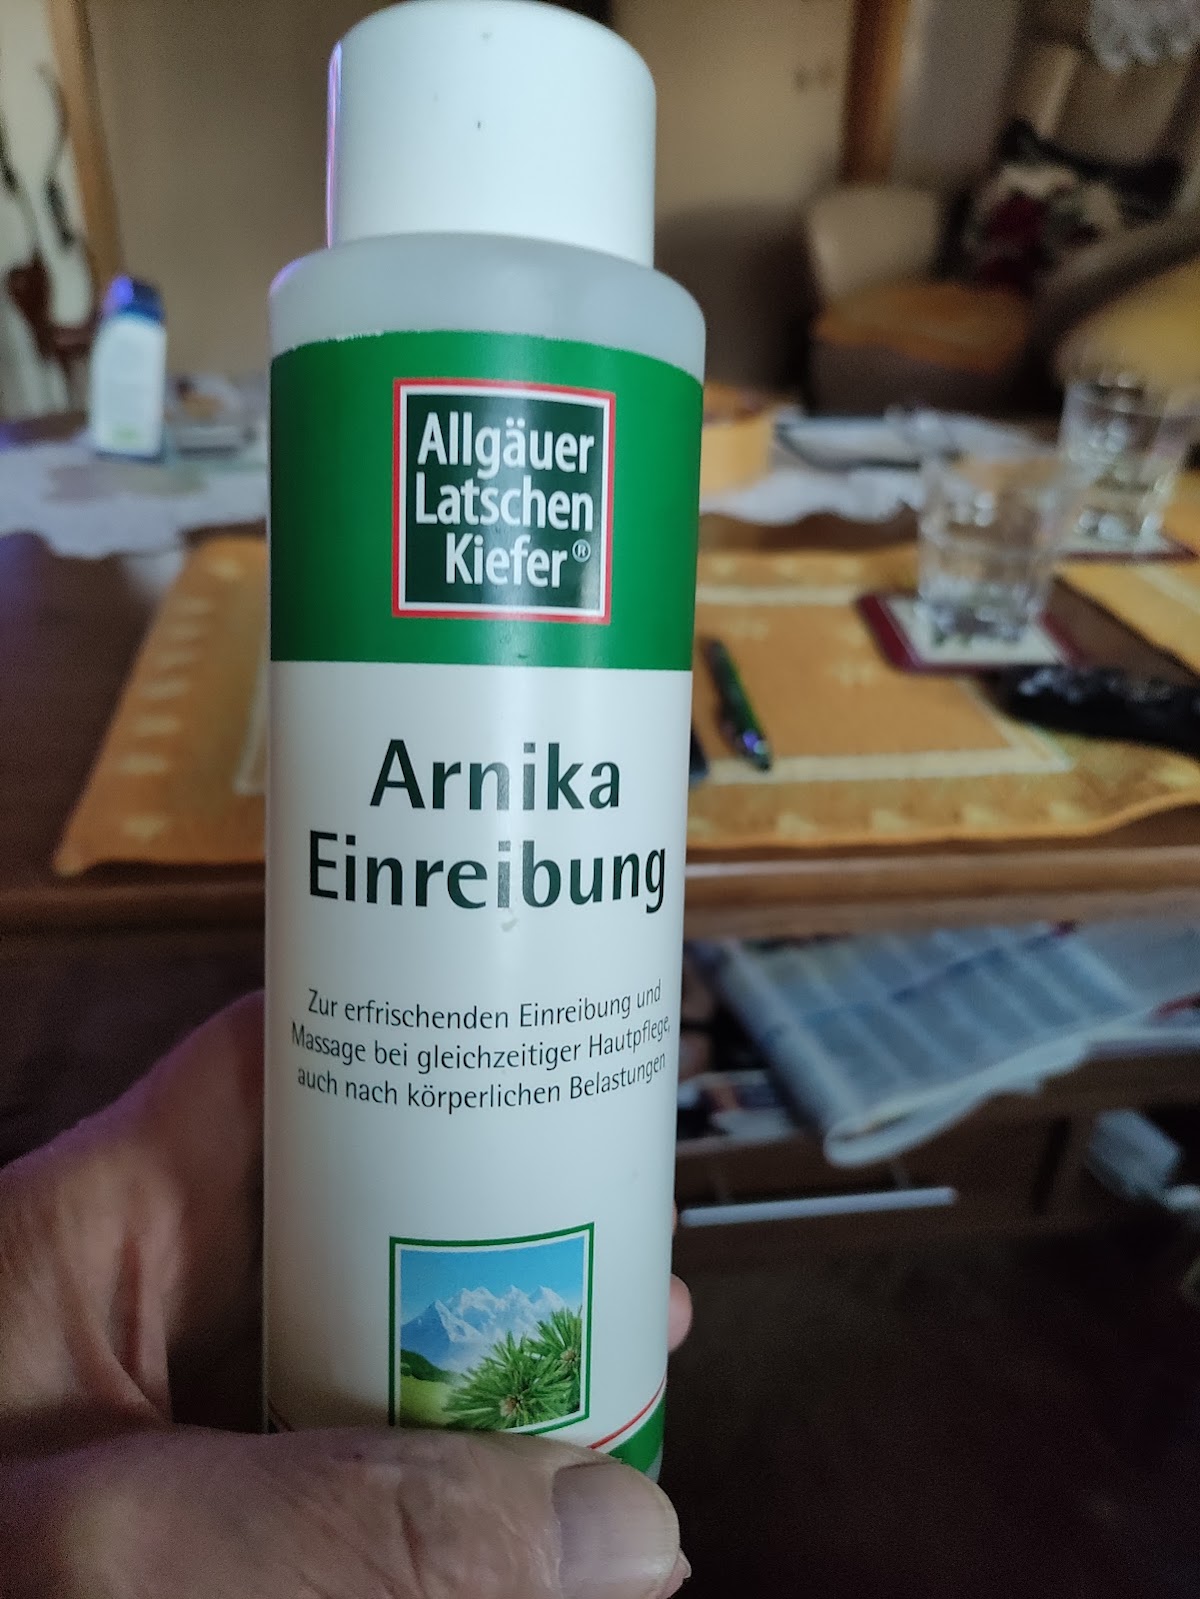 Allgäuer
Latschen
Kiefer®
Arnika
Einreibung
Zur erfrischenden Einreibung und
Massage bei gleichzeitiger Hautpflege,
auch nach körperlichen Belastungen